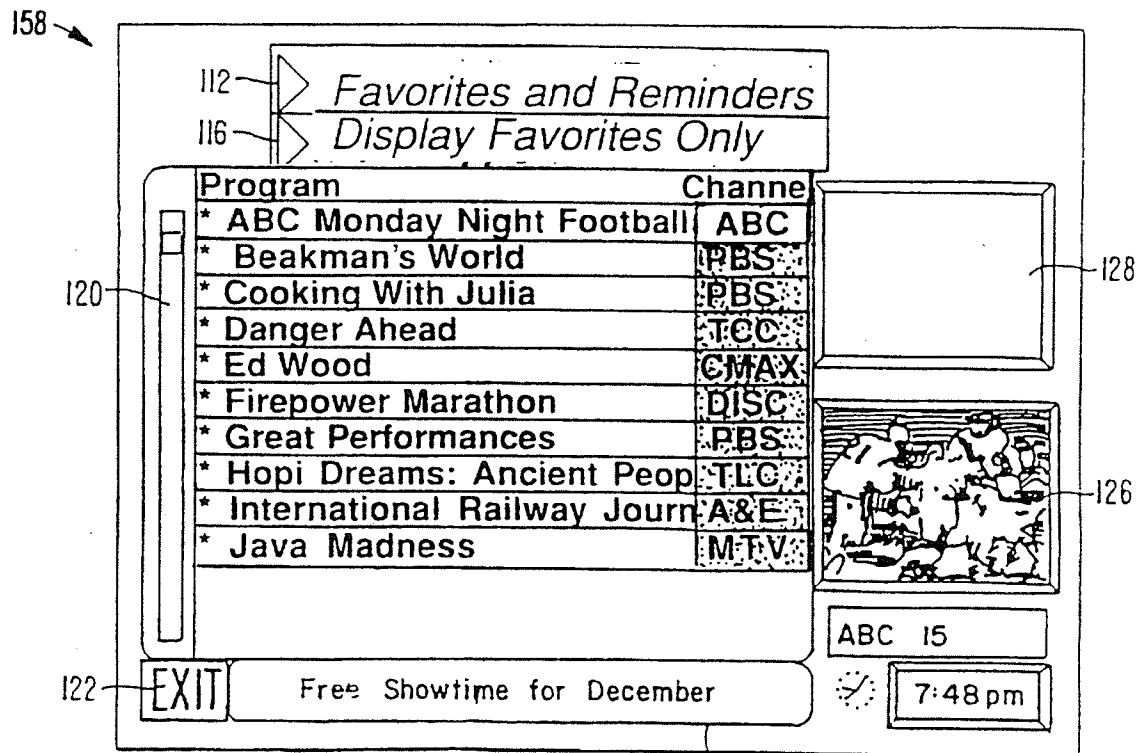 158
112
Favorites and Reminders
116
Display Favorites Only
Program Channe
* ABC Monday Night Football ABC
* Beakman's World PBS
* Cooking With Julia PBS
* Danger Ahead TCC
* Ed Wood CMAX
* Firepower Marathon DISC
* Great Performances PBS
* Hopi Dreams: Ancient Peop TLC
* International Railway Journ A&E
* Java Madness MTV
120
128
126
ABC 15
122
EXIT
Free Showtime for December
7:48 pm